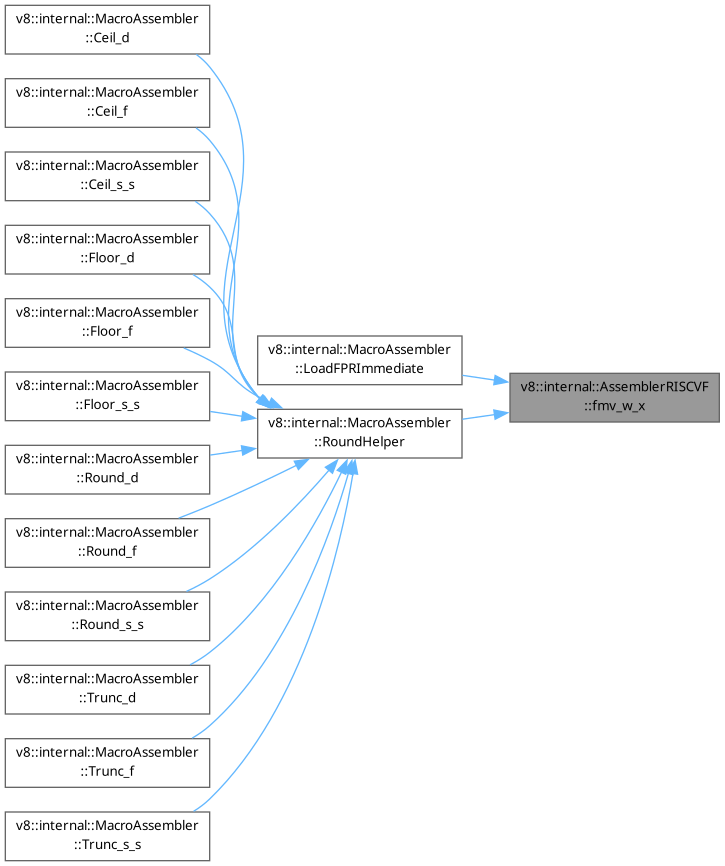 v8::internal::MacroAssembler
::Ceil_d
v8::internal::MacroAssembler
::Ceil_f
v8::internal::MacroAssembler
::Ceil_s_s
v8::internal::MacroAssembler
::Floor_d
v8::internal::MacroAssembler
::Floor_f
v8::internal::MacroAssembler
::Floor_s_s
v8::internal::MacroAssembler
::Round_d
v8::internal::MacroAssembler
::Round_f
v8::internal::MacroAssembler
::Round_s_s
v8::internal::MacroAssembler
::Trunc_d
v8::internal::MacroAssembler
::Trunc_f
v8::internal::MacroAssembler
::Trunc_s_s
v8::internal::MacroAssembler
::LoadFPRImmediate
v8::internal::MacroAssembler
::RoundHelper
v8::internal::AssemblerRISCVF
::fmv_w_x